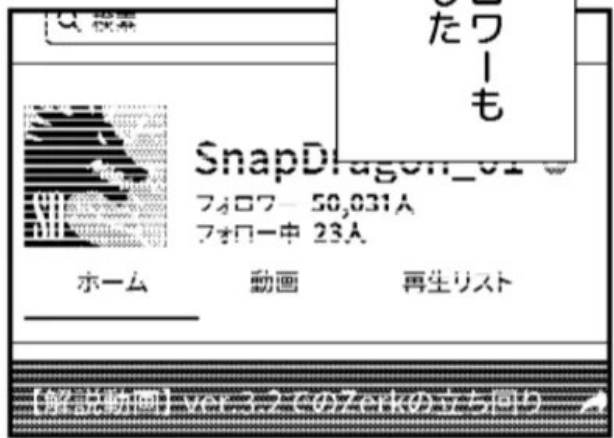 ロワーも
した
検索
SnapDragon_01
フォロワー 50,031人
フォロー中 23人
ホーム 動画 再生リスト
【解説動画】ver.3.2でのZerkの立ち回り